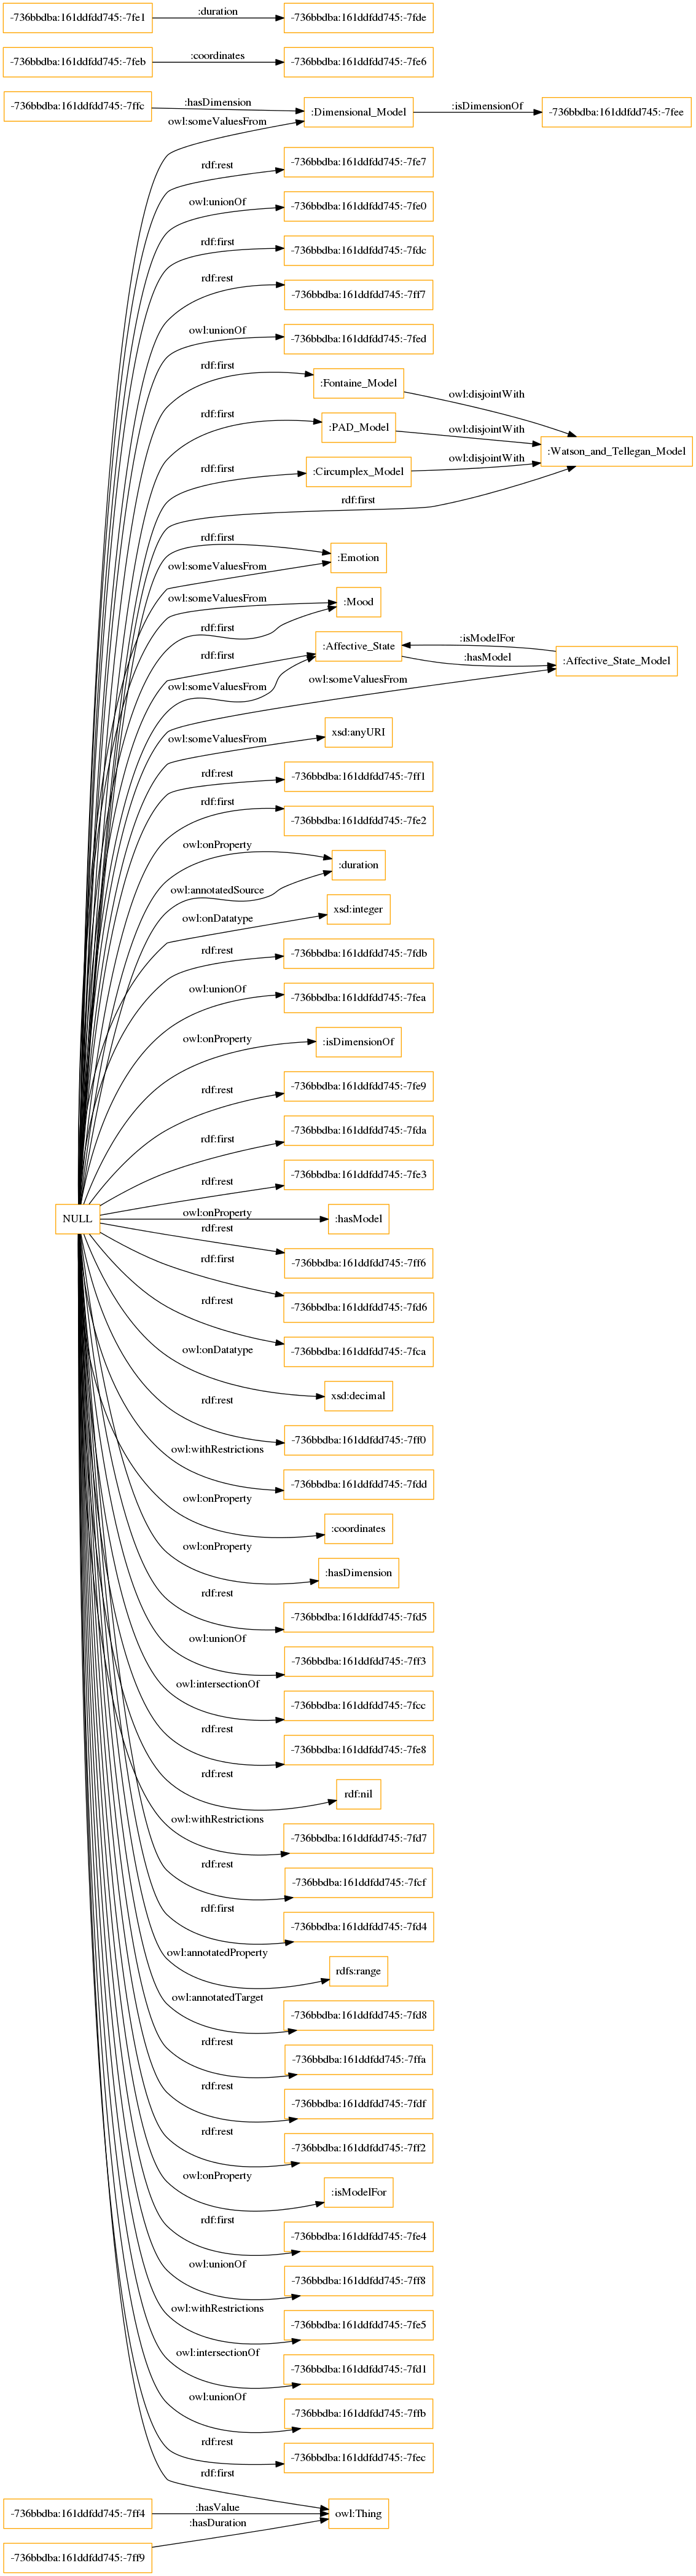 -736bbdba:161ddfdd745:-7fe1 :duration -736bbdba:161ddfdd745:-7fde
-736bbdba:161ddfdd745:-7feb :coordinates -736bbdba:161ddfdd745:-7fe6
-736bbdba:161ddfdd745:-7ffc :hasDimension :Dimensional_Model :isDimensionOf -736bbdba:161ddfdd745:-7fee
owl:someValuesFrom
rdf:rest -736bbdba:161ddfdd745:-7fe7
owl:unionOf -736bbdba:161ddfdd745:-7fe0
rdf:first -736bbdba:161ddfdd745:-7fdc
rdf:rest -736bbdba:161ddfdd745:-7ff7
owl:unionOf -736bbdba:161ddfdd745:-7fed
rdf:first :Fontaine_Model owl:disjointWith
rdf:first :PAD_Model owl:disjointWith
:Watson_and_Tellegan_Model
rdf:first :Circumplex_Model owl:disjointWith
rdf:first
rdf:first :Emotion
owl:someValuesFrom
owl:someValuesFrom :Mood
rdf:first
rdf:first :Affective_State :isModelFor
:hasModel :Affective_State_Model
owl:someValuesFrom owl:someValuesFrom
owl:someValuesFrom xsd:anyURI
rdf:rest -736bbdba:161ddfdd745:-7ff1
rdf:first -736bbdba:161ddfdd745:-7fe2
owl:onProperty :duration
owl:annotatedSource
owl:onDatatype xsd:integer
rdf:rest -736bbdba:161ddfdd745:-7fdb
owl:unionOf -736bbdba:161ddfdd745:-7fea
owl:onProperty :isDimensionOf
rdf:rest -736bbdba:161ddfdd745:-7fe9
rdf:first -736bbdba:161ddfdd745:-7fda
rdf:rest -736bbdba:161ddfdd745:-7fe3
NULL owl:onProperty :hasModel
rdf:rest -736bbdba:161ddfdd745:-7ff6
rdf:first -736bbdba:161ddfdd745:-7fd6
rdf:rest -736bbdba:161ddfdd745:-7fca
owl:onDatatype xsd:decimal
rdf:rest -736bbdba:161ddfdd745:-7ff0
owl:withRestrictions -736bbdba:161ddfdd745:-7fdd
owl:onProperty :coordinates
owl:onProperty :hasDimension
rdf:rest -736bbdba:161ddfdd745:-7fd5
owl:unionOf -736bbdba:161ddfdd745:-7ff3
owl:intersectionOf -736bbdba:161ddfdd745:-7fcc
rdf:rest -736bbdba:161ddfdd745:-7fe8
rdf:rest rdf:nil
owl:withRestrictions -736bbdba:161ddfdd745:-7fd7
rdf:rest -736bbdba:161ddfdd745:-7fcf
rdf:first -736bbdba:161ddfdd745:-7fd4
owl:annotatedProperty rdfs:range
owl:annotatedTarget -736bbdba:161ddfdd745:-7fd8
rdf:rest -736bbdba:161ddfdd745:-7ffa
rdf:rest -736bbdba:161ddfdd745:-7fdf
rdf:rest -736bbdba:161ddfdd745:-7ff2
owl:onProperty :isModelFor
rdf:first -736bbdba:161ddfdd745:-7fe4
owl:unionOf -736bbdba:161ddfdd745:-7ff8
owl:withRestrictions -736bbdba:161ddfdd745:-7fe5
owl:intersectionOf -736bbdba:161ddfdd745:-7fd1
owl:unionOf -736bbdba:161ddfdd745:-7ffb
rdf:rest -736bbdba:161ddfdd745:-7fec
rdf:first
-736bbdba:161ddfdd745:-7ff4 :hasValue owl:Thing
-736bbdba:161ddfdd745:-7ff9 :hasDuration